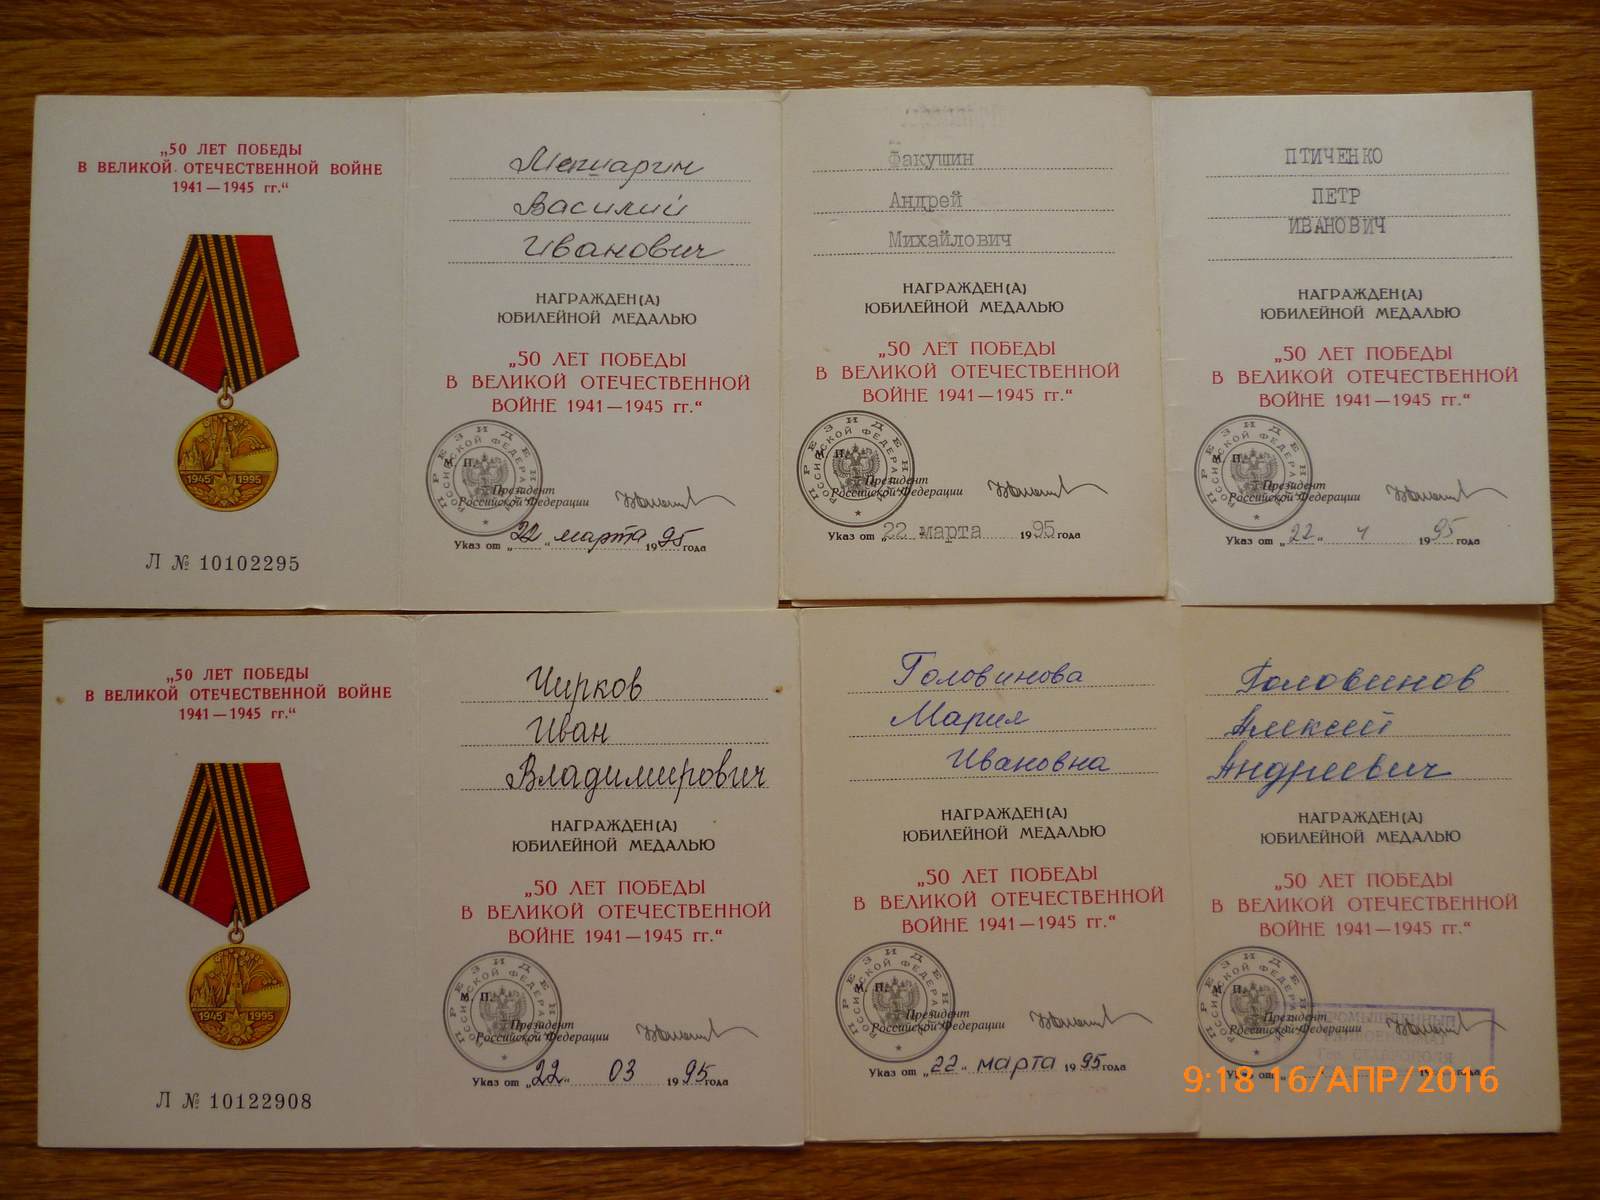 „50 ЛЕТ ПОБЕДЫ
В ВЕЛИКОЙ ОТЕЧЕСТВЕННОЙ ВОЙНЕ
1941—1945 гг.“
1945 1995
Л № 10102295
Мешарин
Василий
Иванович
НАГРАЖДЕН(А)
ЮБИЛЕЙНОЙ МЕДАЛЬЮ
„50 ЛЕТ ПОБЕДЫ
В ВЕЛИКОЙ ОТЕЧЕСТВЕННОЙ
ВОЙНЕ 1941—1945 гг.“
М. П.
Президент
Российской Федерации
Указ от „22“ марта 1995 года
Факушин
Андрей
Михайлович
НАГРАЖДЕН(А)
ЮБИЛЕЙНОЙ МЕДАЛЬЮ
„50 ЛЕТ ПОБЕДЫ
В ВЕЛИКОЙ ОТЕЧЕСТВЕННОЙ
ВОЙНЕ 1941—1945 гг.“
М. П.
Президент
Российской Федерации
Указ от „22 марта 1995 года
ПТИЧЕНКО
ПЕТР
ИВАНОВИЧ
НАГРАЖДЕН(А)
ЮБИЛЕЙНОЙ МЕДАЛЬЮ
„50 ЛЕТ ПОБЕДЫ
В ВЕЛИКОЙ ОТЕЧЕСТВЕННОЙ
ВОЙНЕ 1941—1945 гг.“
М. П.
Президент
Российской Федерации
Указ от „22“ 4 1995 года
„50 ЛЕТ ПОБЕДЫ
В ВЕЛИКОЙ ОТЕЧЕСТВЕННОЙ ВОЙНЕ
1941—1945 гг.“
1945 1995
Л № 10122908
Чирков
Иван
Владимирович
НАГРАЖДЕН(А)
ЮБИЛЕЙНОЙ МЕДАЛЬЮ
„50 ЛЕТ ПОБЕДЫ
В ВЕЛИКОЙ ОТЕЧЕСТВЕННОЙ
ВОЙНЕ 1941—1945 гг.“
М. П.
Президент
Российской Федерации
Указ от „22“ 03 1995 года
Головинова
Мария
Ивановна
НАГРАЖДЕН(А)
ЮБИЛЕЙНОЙ МЕДАЛЬЮ
„50 ЛЕТ ПОБЕДЫ
В ВЕЛИКОЙ ОТЕЧЕСТВЕННОЙ
ВОЙНЕ 1941—1945 гг.“
М. П.
Президент
Российской Федерации
Указ от „22“ марта 1995 года
Головинов
Алексей
Андреевич
НАГРАЖДЕН(А)
ЮБИЛЕЙНОЙ МЕДАЛЬЮ
„50 ЛЕТ ПОБЕДЫ
В ВЕЛИКОЙ ОТЕЧЕСТВЕННОЙ
ВОЙНЕ 1941—1945 гг.“
М. П.
Президент
Российской Федерации
ПРОМЫШЛЕННЫЙ
РАЙВОЕНКОМАТ
Гор. СТАВРОПОЛЯ
9:18 16/АПР/2016